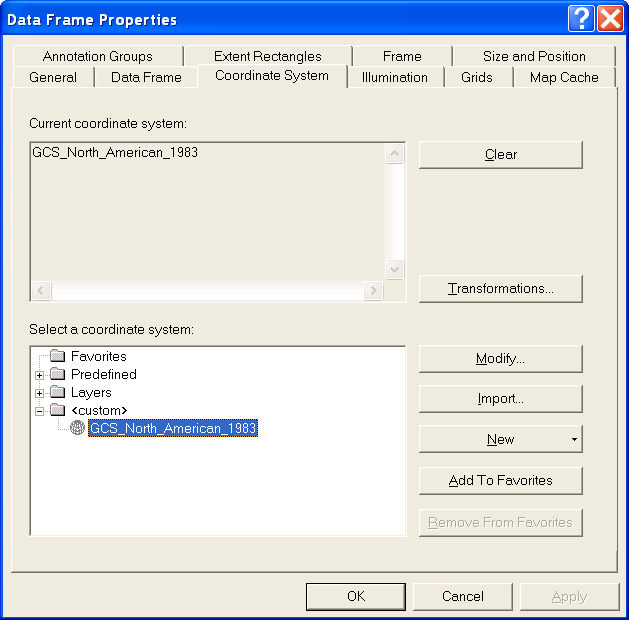 Data Frame Properties
Annotation Groups Extent Rectangles Frame Size and Position
General Data Frame Coordinate System Illumination Grids Map Cache
Current coordinate system:
GCS_North_American_1983
Clear
Transformations...
Select a coordinate system:
Favorites
Predefined
Layers
<custom>
GCS_North_American_1983
Modify...
Import...
New
Add To Favorites
Remove From Favorites
OK Cancel Apply